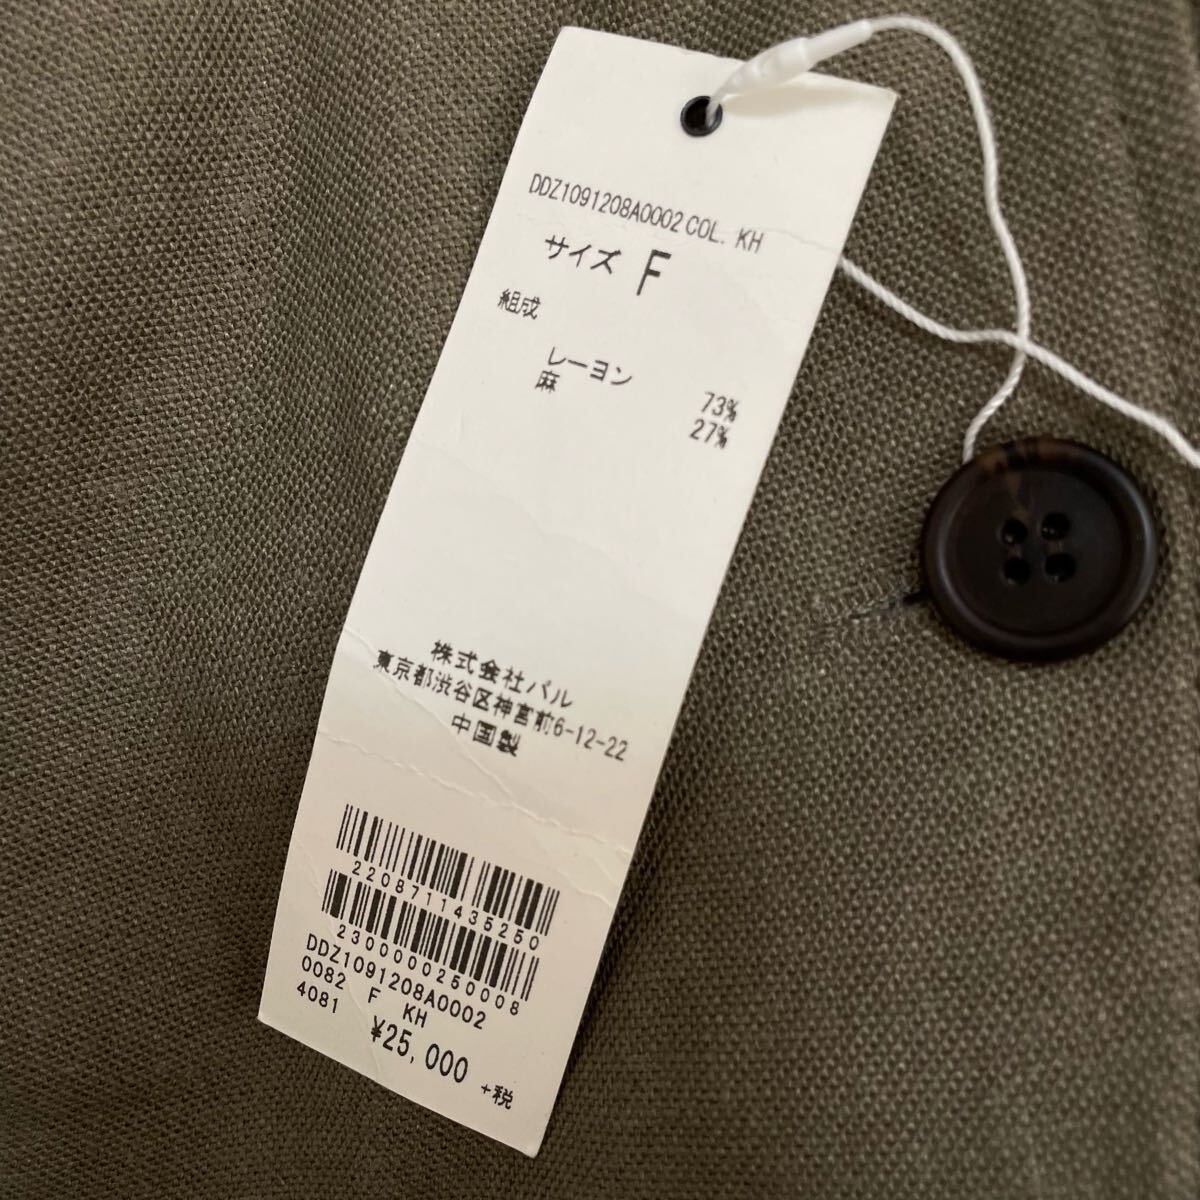 DDZ1091208A0002 COL. KH
サイズ F
組成
レーヨン 73%
麻 27%
株式会社パル
東京都渋谷区神宮前6-12-22
中国製
2208711435250
2300000250008
DDZ1091208A0002
0082 F KH
4081
¥25,000 +税